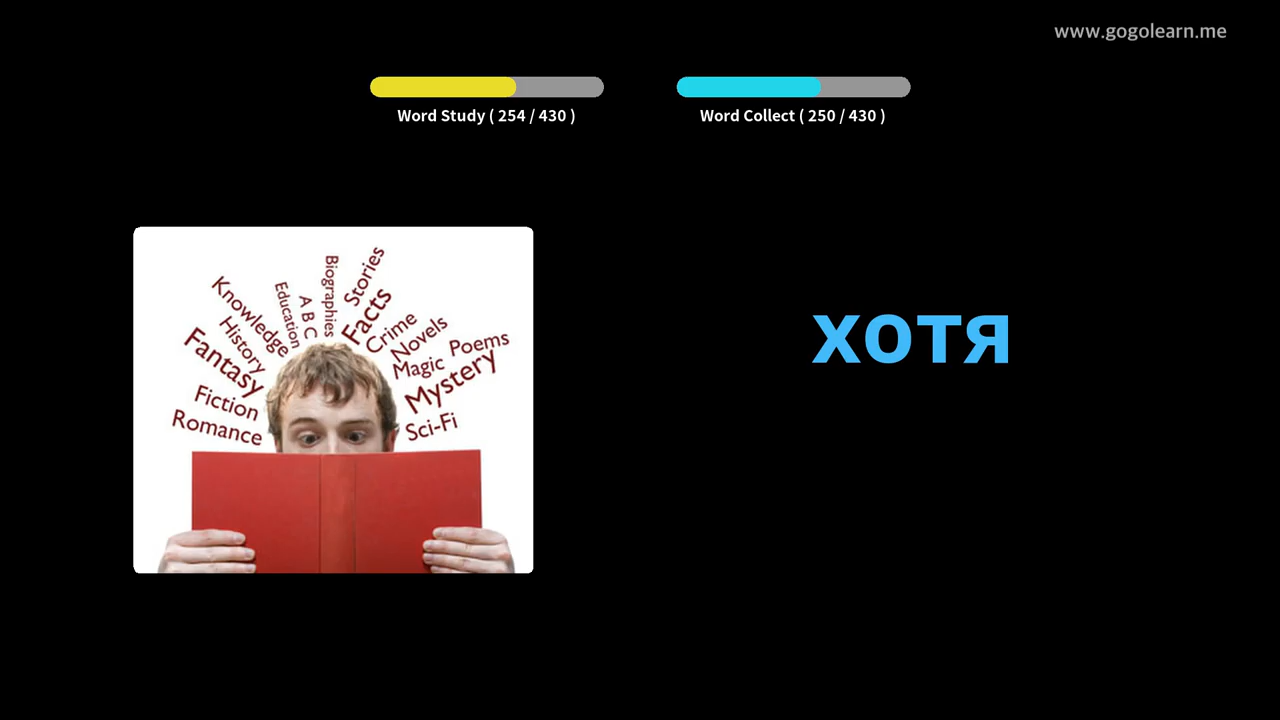 www.gogolearn.me
Word Study ( 254 / 430 )
Word Collect ( 250 / 430 )
Biographies
Stories
Knowledge
Education
A B C
Facts
Crime
History
Novels
Fantasy
Magic
Poems
Mystery
Fiction
Romance
Sci-Fi
хотя